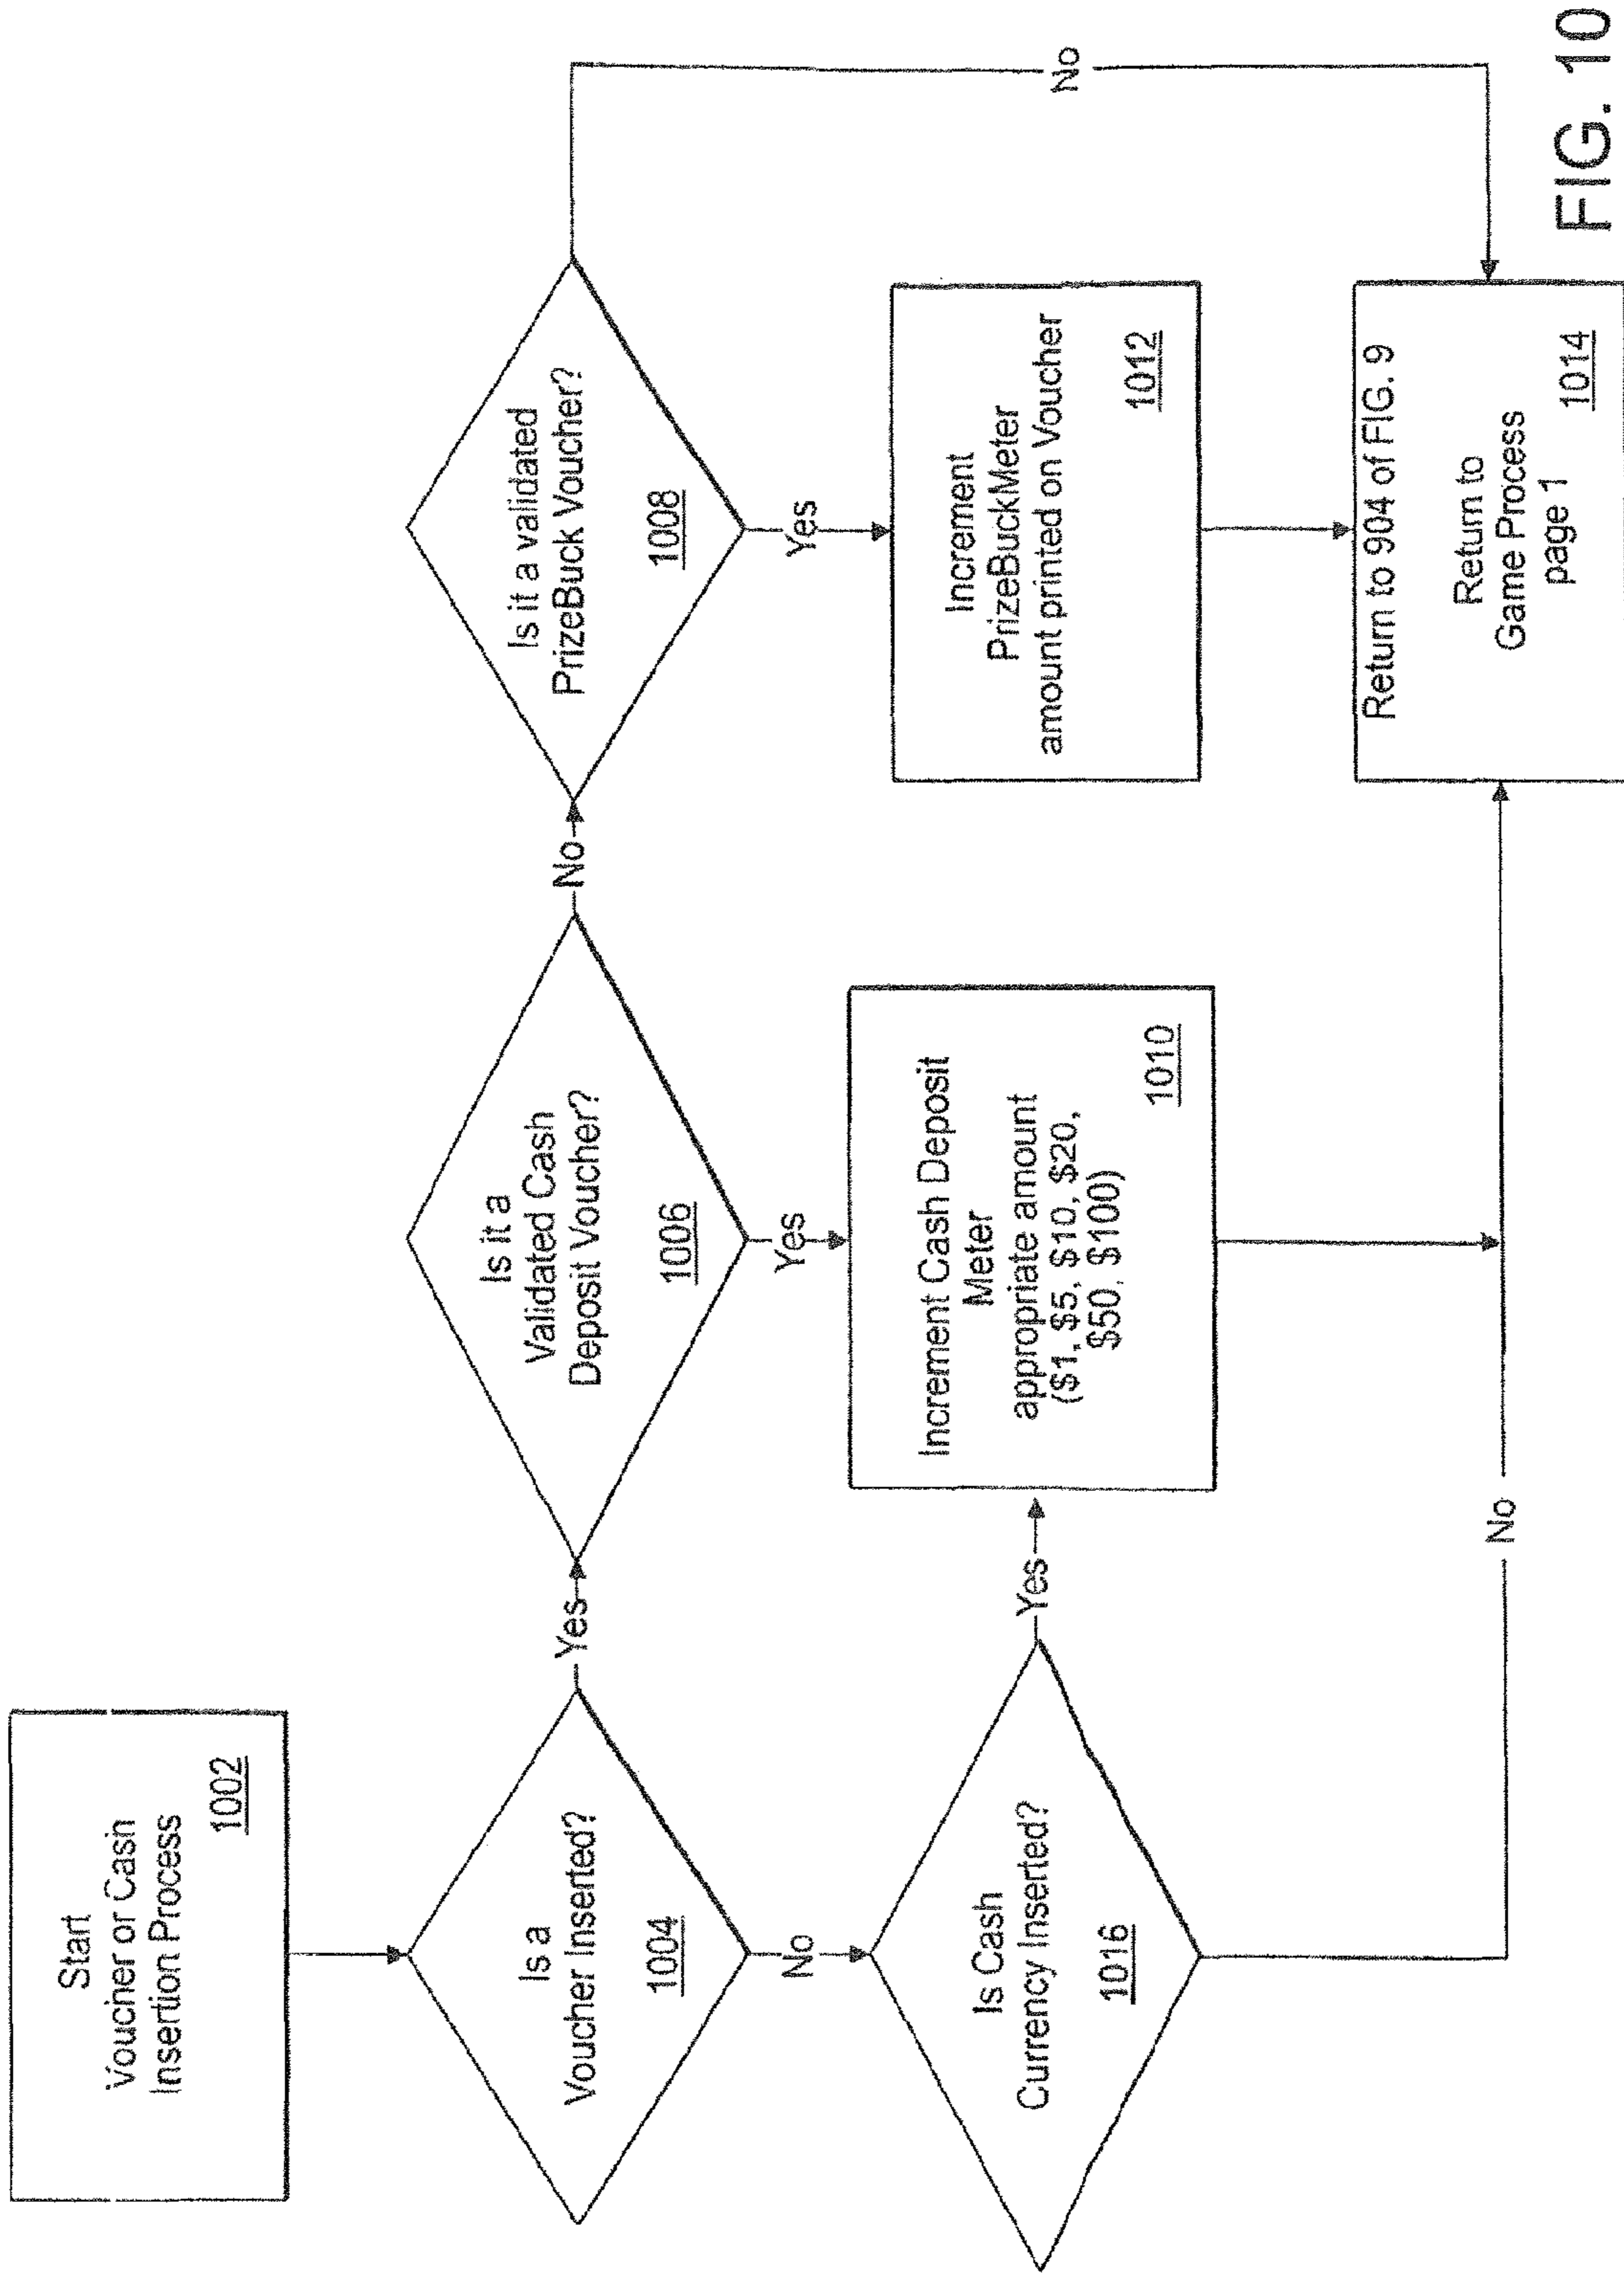 Start
Voucher or Cash
Insertion Process
1002
Is a
Voucher Inserted?
1004
Yes
No
Is it a
Validated Cash
Deposit Voucher?
1006
No
Yes
Is it a validated
PrizeBuck Voucher?
1008
Yes
No
Is Cash
Currency Inserted?
1016
Yes
No
Increment Cash Deposit
Meter
appropriate amount
($1, $5, $10, $20,
$50, $100)
1010
Increment
PrizeBuckMeter
amount printed on Voucher
1012
Return to 904 of FIG. 9
Return to
Game Process
page 1
1014
FIG. 10